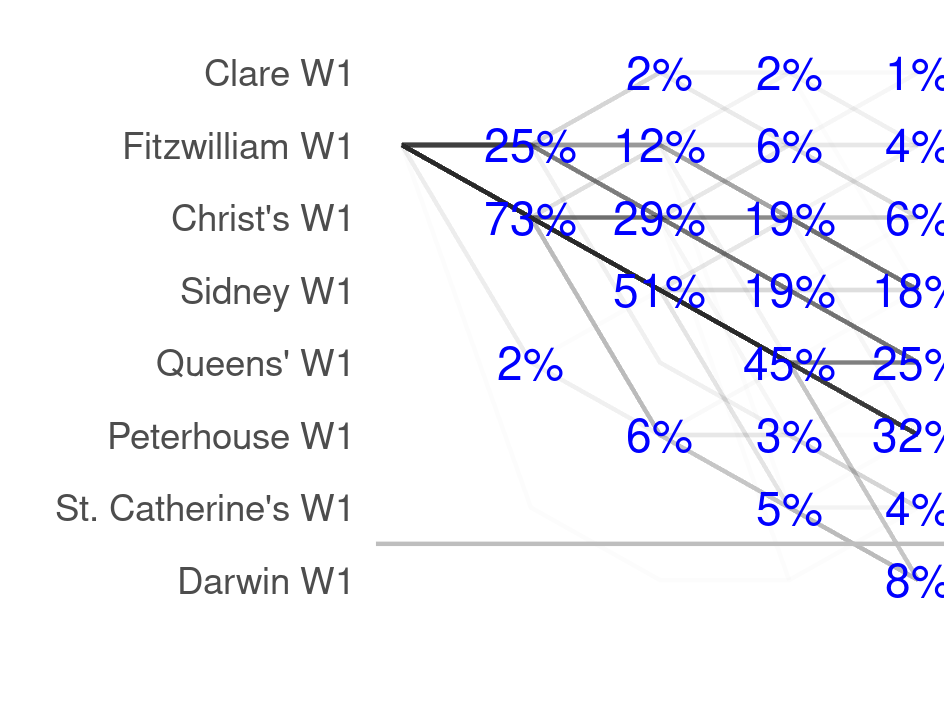 Clare W1 2% 2% 1%
Fitzwilliam W1 25% 12% 6% 4%
Christ's W1 73% 29% 19% 6%
Sidney W1 51% 19% 18%
Queens' W1 2% 45% 25%
Peterhouse W1 6% 3% 32%
St. Catherine's W1 5% 4%
Darwin W1 8%